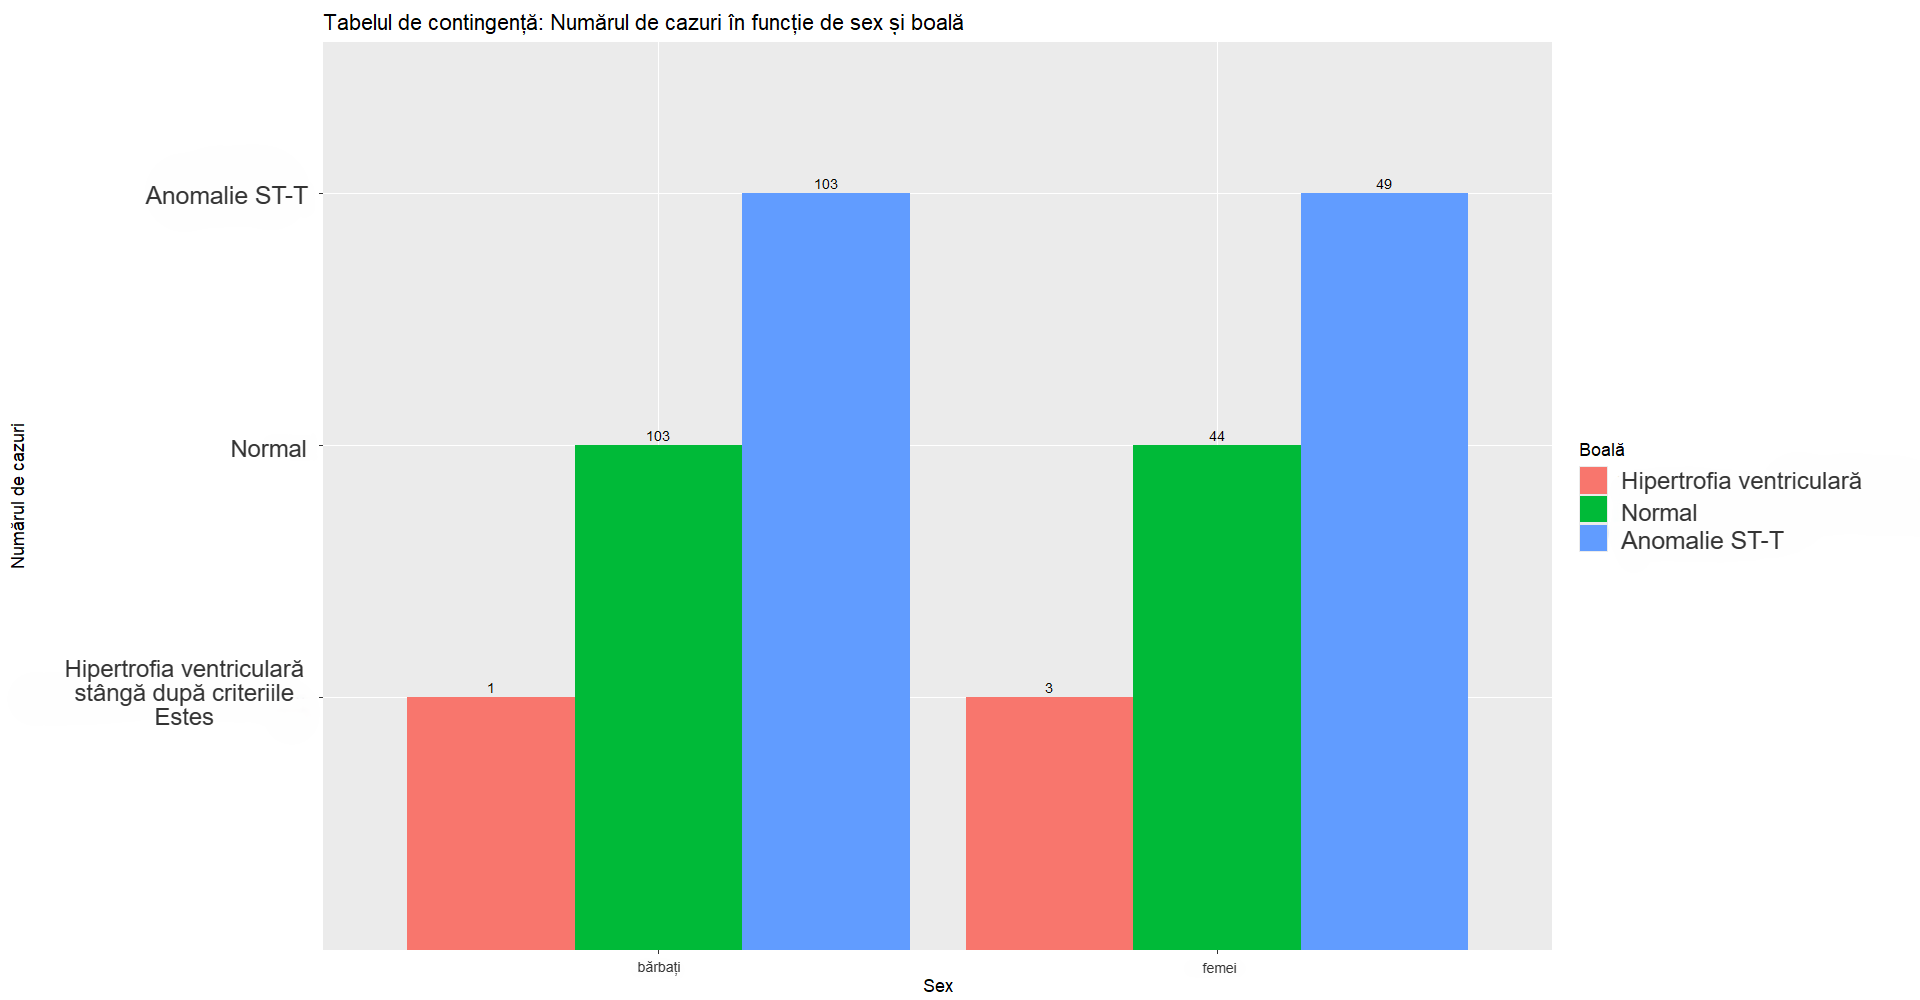 Tabelul de contingență: Numărul de cazuri în funcție de sex și boală
Numărul de cazuri
Anomalie ST-T
Normal
Hipertrofia ventriculară
stângă după criteriile
Estes
1
103
103
3
44
49
bărbați
femei
Sex
Boală
Hipertrofia ventriculară
Normal
Anomalie ST-T